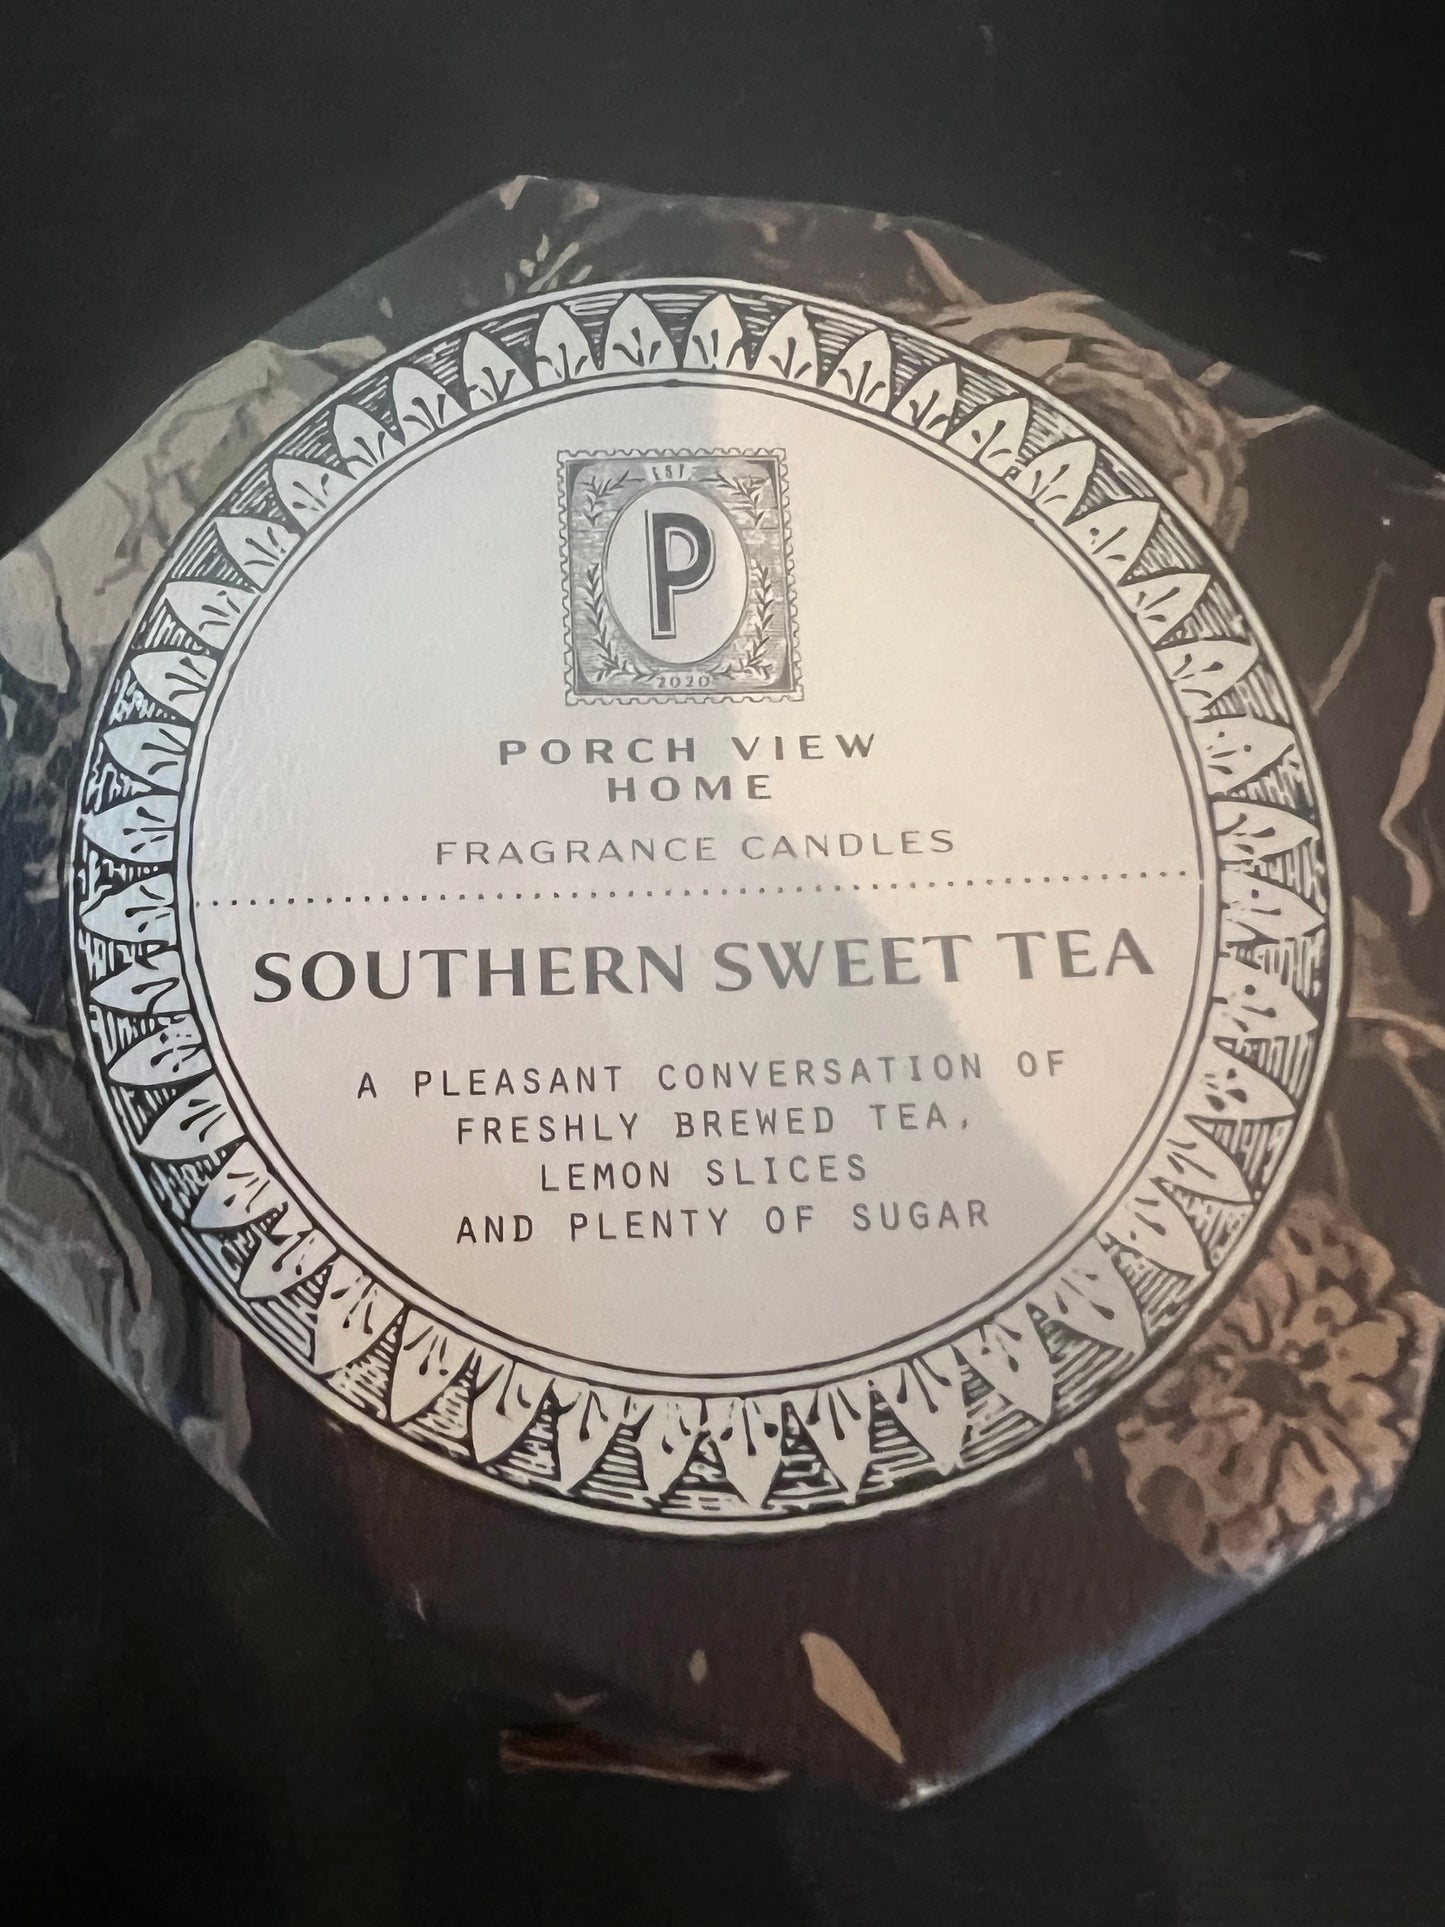 EST
P
2020
PORCH VIEW
HOME
FRAGRANCE CANDLES
SOUTHERN SWEET TEA
A PLEASANT CONVERSATION OF
FRESHLY BREWED TEA,
LEMON SLICES
AND PLENTY OF SUGAR